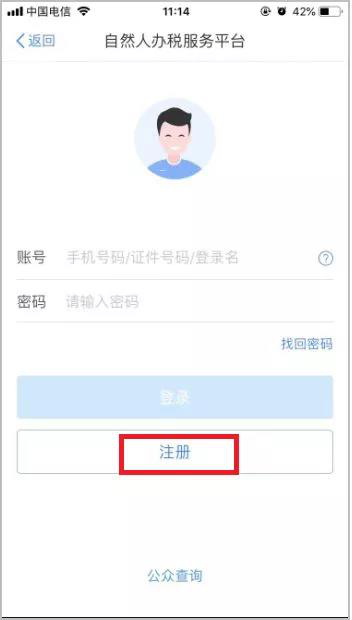 中国电信 11:14 42%
返回 自然人办税服务平台
账号 手机号码/证件号码/登录名 ?
密码 请输入密码
找回密码
登录
注册
公众查询